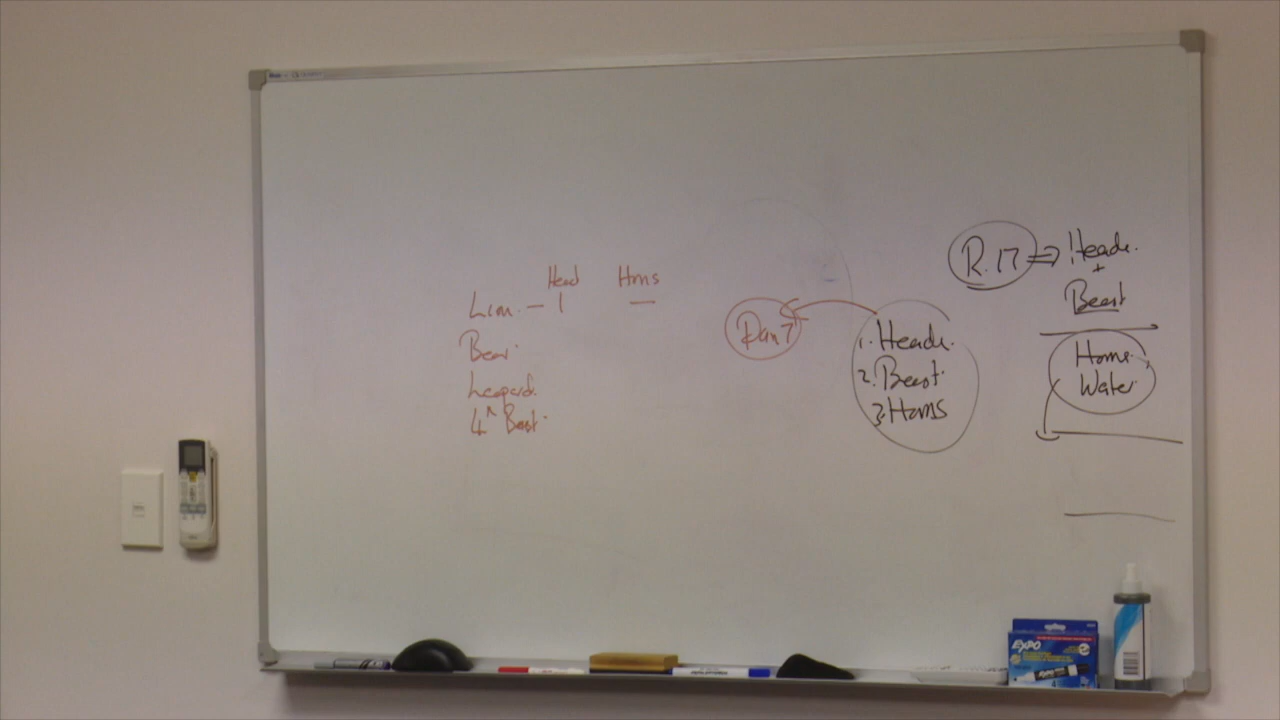 Head Horns
Lion. - 1 —
Bear
Leopard.
4th Beast.
Dan 7
1. Heads.
2. Beast.
3. Horns
R. 17 ⇒ Heads.
+
Beast
Horns,
Water
EXPO